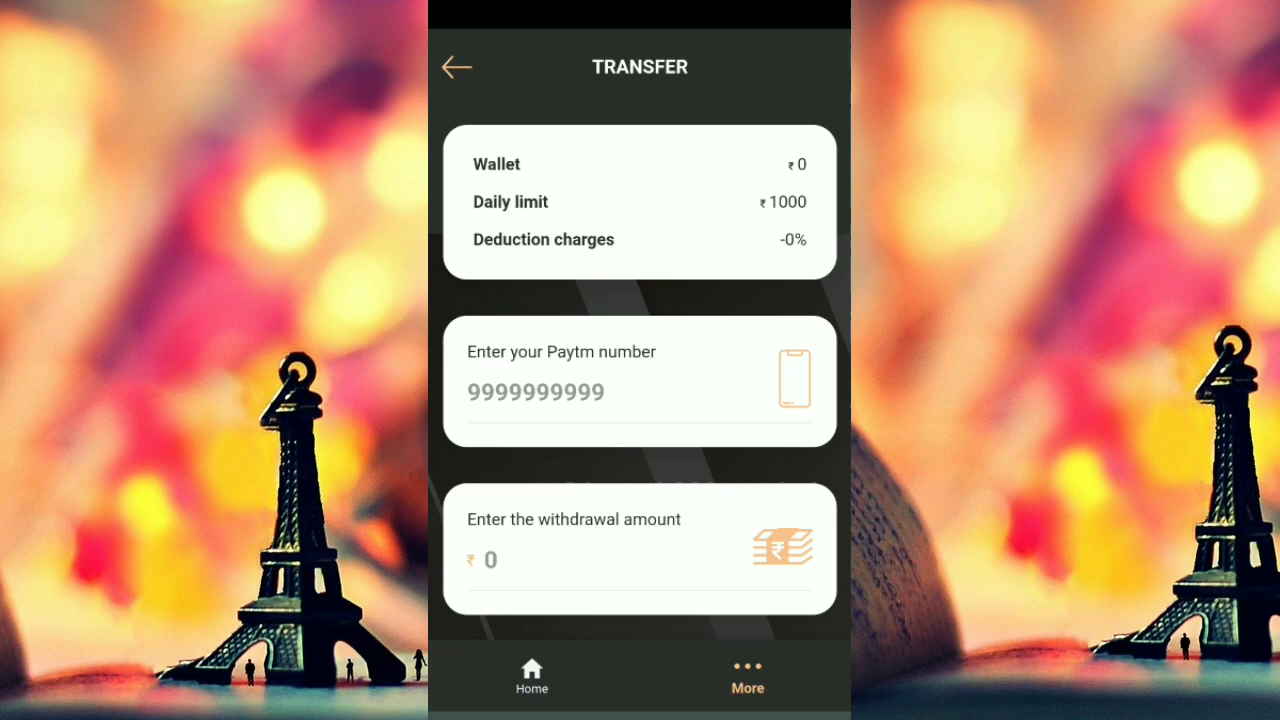 TRANSFER
Wallet ₹ 0
Daily limit ₹ 1000
Deduction charges -0%
Enter your Paytm number
9999999999
Enter the withdrawal amount
₹ 0
₹
Home
More